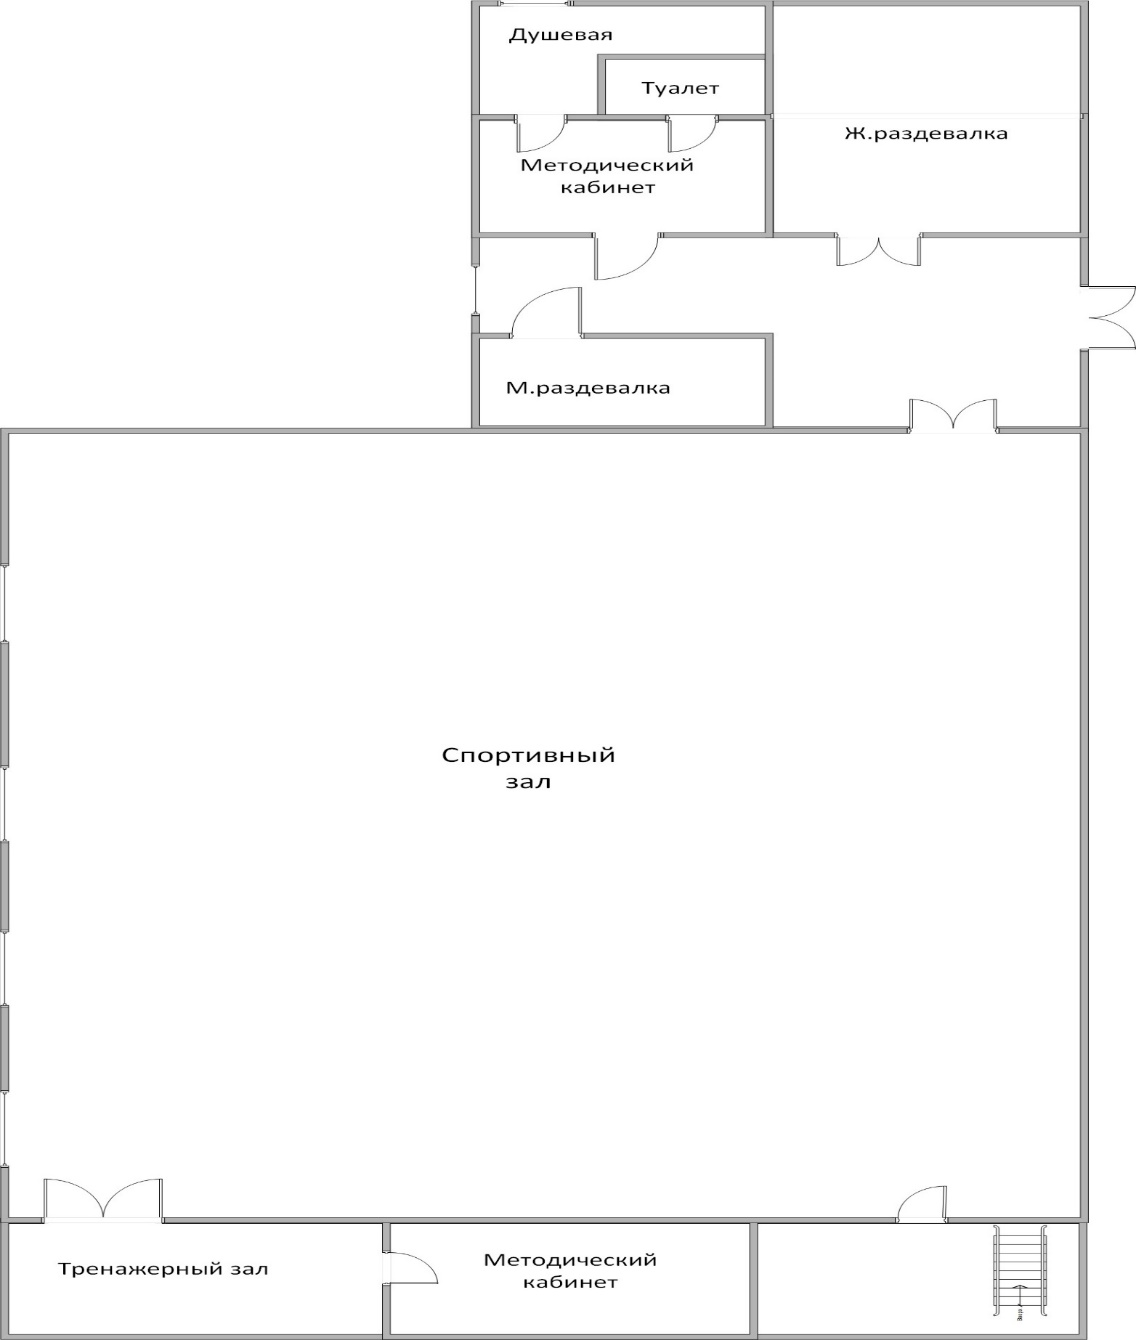 Душевая
Туалет
Ж.раздевалка
Методический
кабинет
М.раздевалка
Спортивный
зал
Тренажерный зал
Методический
кабинет